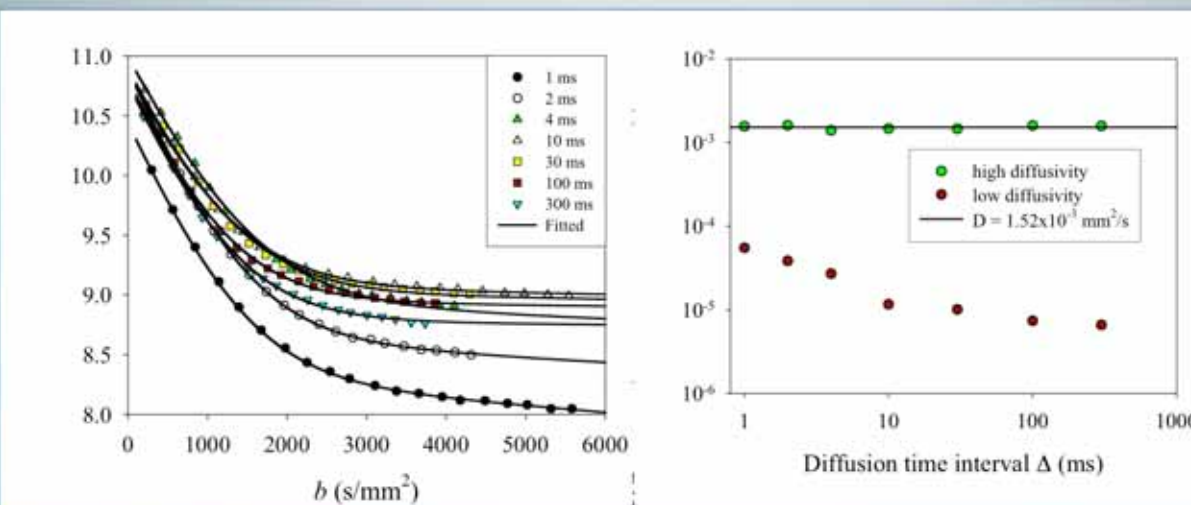 11.0
10.5
10.0
9.5
9.0
8.5
8.0
0 1000 2000 3000 4000 5000 6000
b (s/mm²)
1 ms
2 ms
4 ms
10 ms
30 ms
100 ms
300 ms
Fitted
10⁻²
10⁻³
10⁻⁴
10⁻⁵
10⁻⁶
1 10 100 1000
Diffusion time interval Δ (ms)
high diffusivity
low diffusivity
D = 1.52x10⁻³ mm²/s